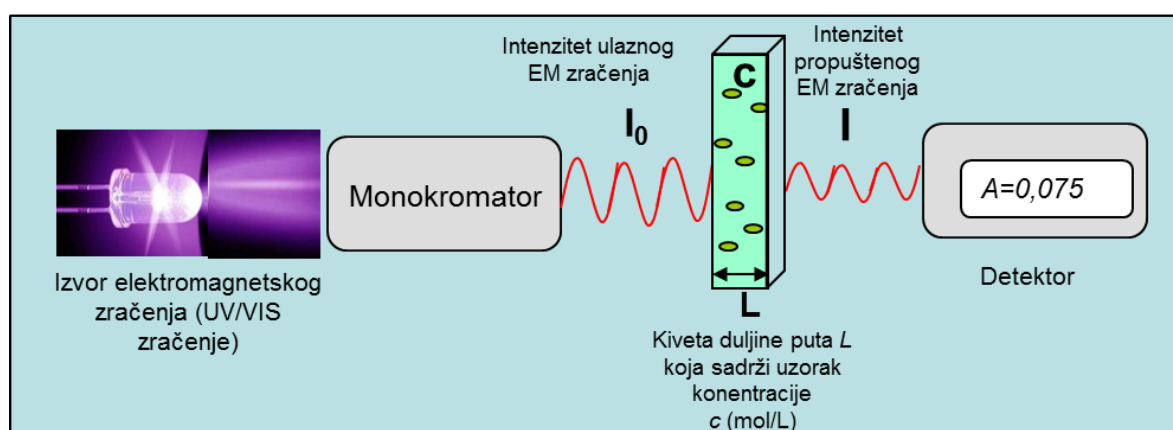 Intenzitet ulaznog
EM zračenja
I0
Intenzitet
propuštenog
EM zračenja
I
c
Monokromator
A=0,075
Detektor
Izvor elektromagnetskog
zračenja (UV/VIS
zračenje)
L
Kiveta duljine puta L
koja sadrži uzorak
konentracije
c (mol/L)